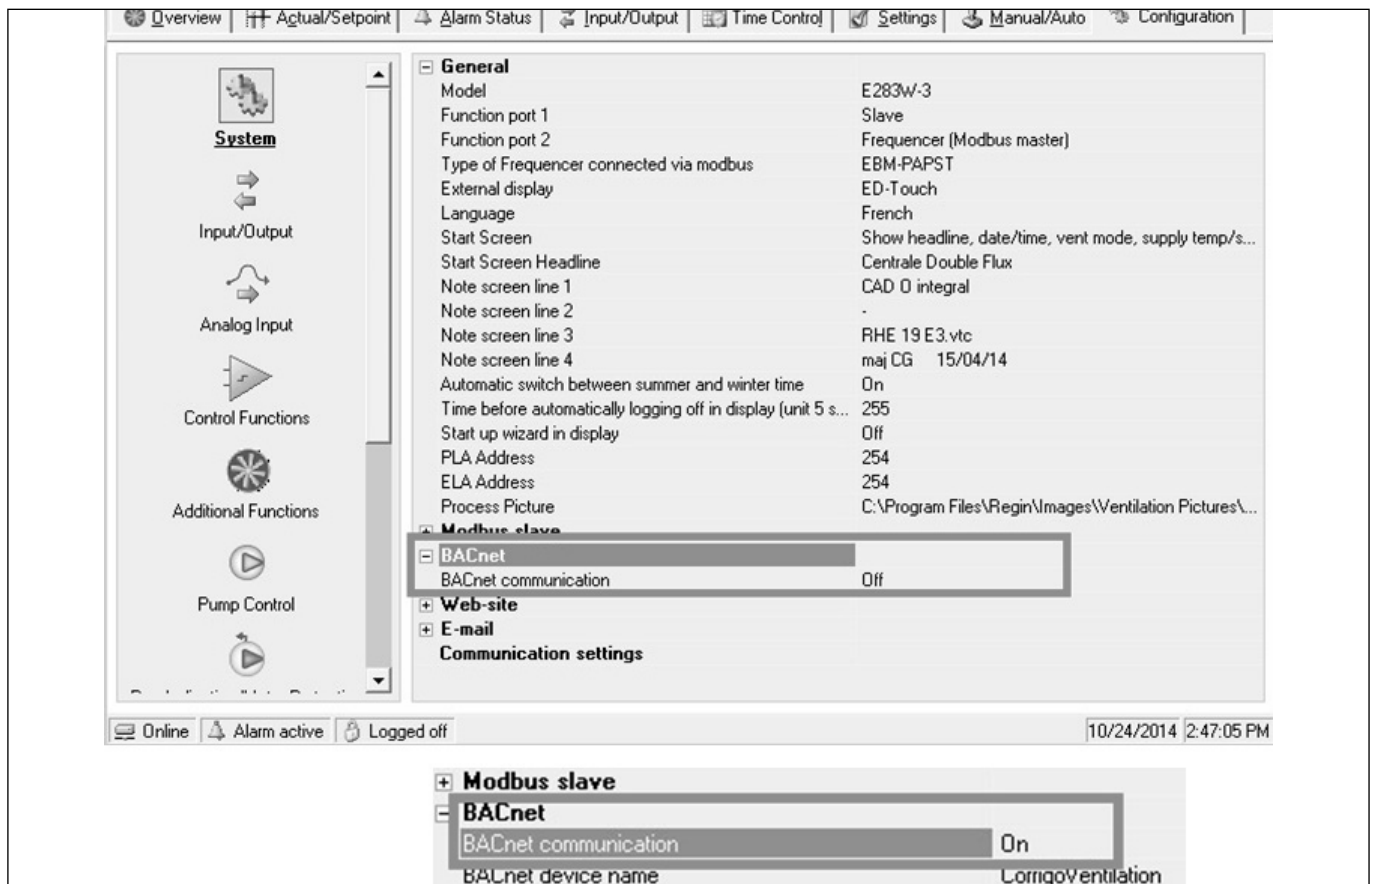 Overview Actual/Setpoint Alarm Status Input/Output Time Control Settings Manual/Auto Configuration
System
Input/Output
Analog Input
Control Functions
Additional Functions
Pump Control
General
Model E283W-3
Function port 1 Slave
Function port 2 Frequencer (Modbus master)
Type of Frequencer connected via modbus EBM-PAPST
External display ED-Touch
Language French
Start Screen Show headline, date/time, vent mode, supply temp/s...
Start Screen Headline Centrale Double Flux
Note screen line 1 CAD O integral
Note screen line 2 -
Note screen line 3 RHE 19 E3.vtc
Note screen line 4 maj CG 15/04/14
Automatic switch between summer and winter time On
Time before automatically logging off in display (unit 5 s... 255
Start up wizard in display Off
PLA Address 254
ELA Address 254
Process Picture C:\Program Files\Regin\Images\Ventilation Pictures\...
Modbus slave
BACnet
BACnet communication Off
Web-site
E-mail
Communication settings
Online Alarm active Logged off 10/24/2014 2:47:05 PM
Modbus slave
BACnet
BACnet communication On
BACnet device name CorrigoVentilation